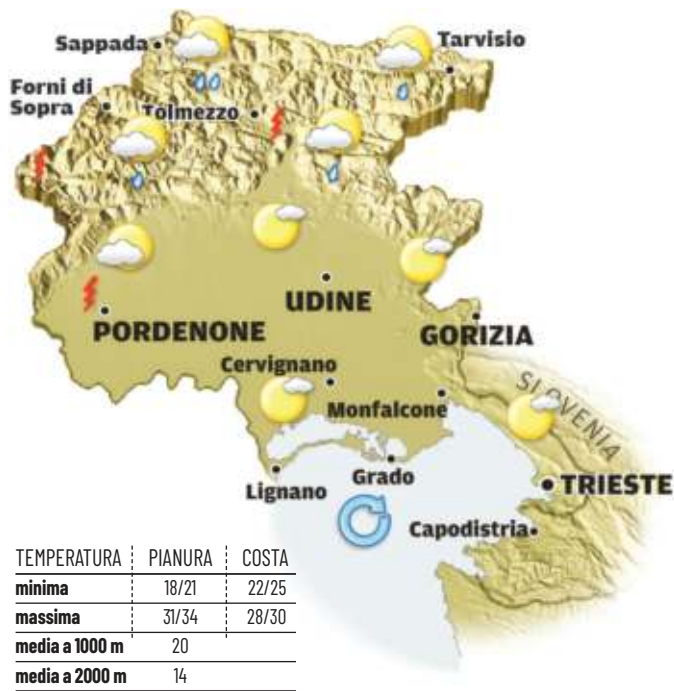 Sappada
Tarvisio
Forni di
Sopra
Tolmezzo
UDINE
PORDENONE
GORIZIA
Cervignano
SLOVENIA
Monfalcone
Lignano
Grado
TRIESTE
Capodistria
TEMPERATURA PIANURA COSTA
minima 18/21 22/25
massima 31/34 28/30
media a 1000 m 20
media a 2000 m 14